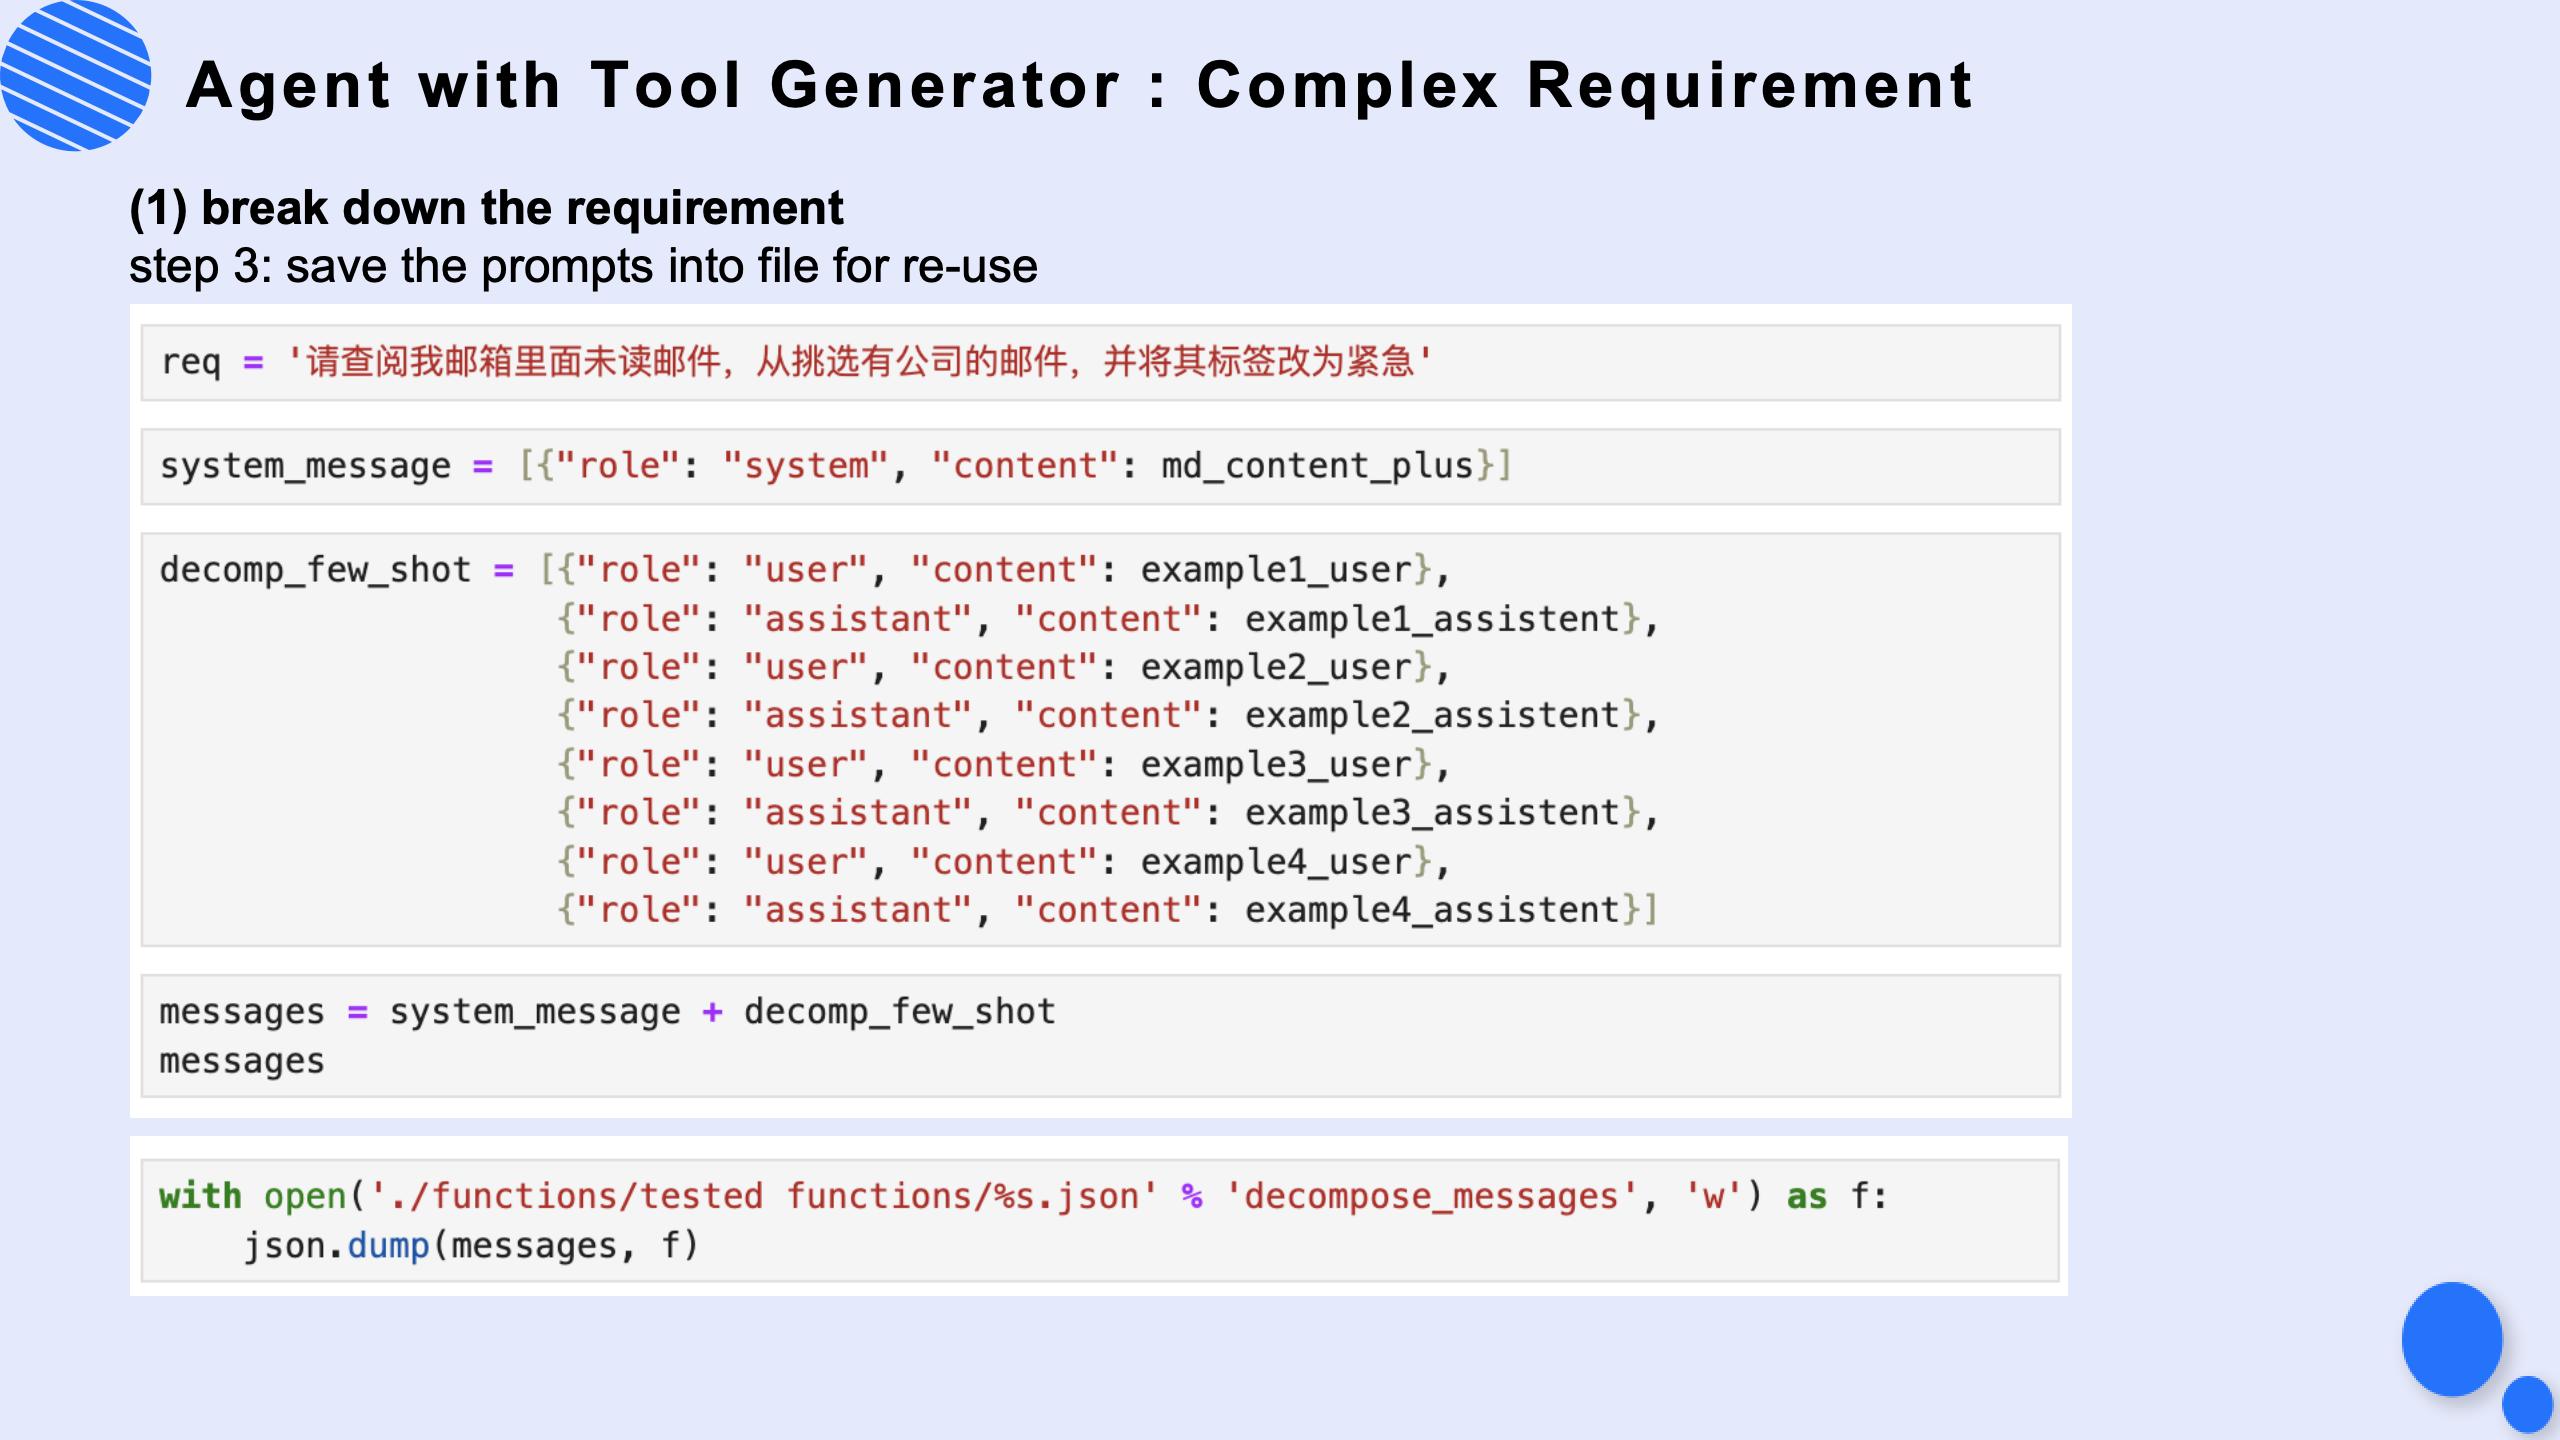 Agent with Tool Generator : Complex Requirement
(1) break down the requirement
step 3: save the prompts into file for re-use
req = '请查阅我邮箱里面未读邮件，从挑选有公司的邮件，并将其标签改为紧急'
system_message = [{"role": "system", "content": md_content_plus}]
decomp_few_shot = [{"role": "user", "content": example1_user},
{"role": "assistant", "content": example1_assistent},
{"role": "user", "content": example2_user},
{"role": "assistant", "content": example2_assistent},
{"role": "user", "content": example3_user},
{"role": "assistant", "content": example3_assistent},
{"role": "user", "content": example4_user},
{"role": "assistant", "content": example4_assistent}]
messages = system_message + decomp_few_shot
messages
with open('./functions/tested functions/%s.json' % 'decompose_messages', 'w') as f:
json.dump(messages, f)